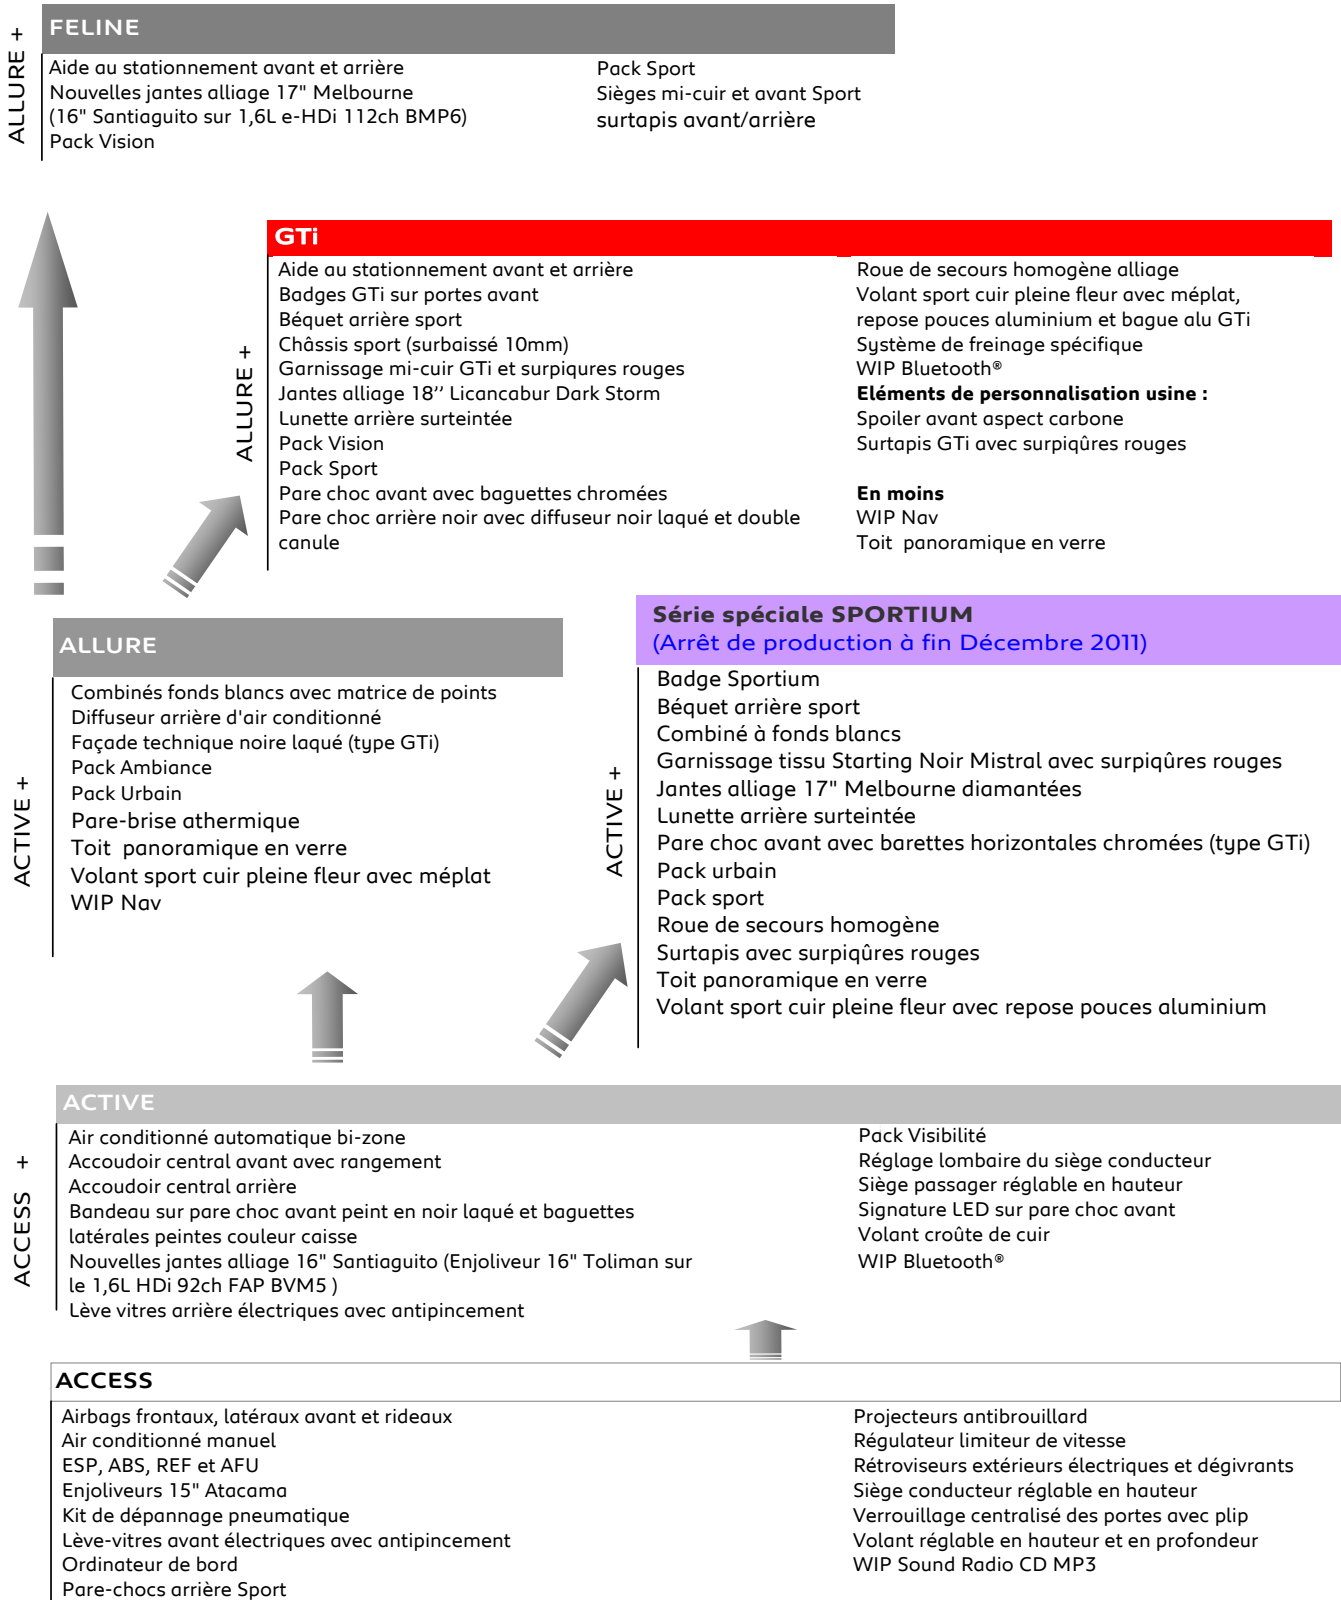 ALLURE +
FELINE
Aide au stationnement avant et arrière
Nouvelles jantes alliage 17" Melbourne
(16" Santiaguito sur 1,6L e-HDi 112ch BMP6)
Pack Vision
Pack Sport
Sièges mi-cuir et avant Sport
surtapis avant/arrière
ALLURE +
GTi
Aide au stationnement avant et arrière
Badges GTi sur portes avant
Béquet arrière sport
Châssis sport (surbaissé 10mm)
Garnissage mi-cuir GTi et surpiqures rouges
Jantes alliage 18’’ Licancabur Dark Storm
Lunette arrière surteintée
Pack Vision
Pack Sport
Pare choc avant avec baguettes chromées
Pare choc arrière noir avec diffuseur noir laqué et double
canule
Roue de secours homogène alliage
Volant sport cuir pleine fleur avec méplat,
repose pouces aluminium et bague alu GTi
Système de freinage spécifique
WIP Bluetooth®
Eléments de personnalisation usine :
Spoiler avant aspect carbone
Surtapis GTi avec surpiqûres rouges
En moins
WIP Nav
Toit panoramique en verre
ACTIVE +
ALLURE
Combinés fonds blancs avec matrice de points
Diffuseur arrière d'air conditionné
Façade technique noire laqué (type GTi)
Pack Ambiance
Pack Urbain
Pare-brise athermique
Toit panoramique en verre
Volant sport cuir pleine fleur avec méplat
WIP Nav
ACTIVE +
Série spéciale SPORTIUM
(Arrêt de production à fin Décembre 2011)
Badge Sportium
Béquet arrière sport
Combiné à fonds blancs
Garnissage tissu Starting Noir Mistral avec surpiqûres rouges
Jantes alliage 17" Melbourne diamantées
Lunette arrière surteintée
Pare choc avant avec barettes horizontales chromées (type GTi)
Pack urbain
Pack sport
Roue de secours homogène
Surtapis avec surpiqûres rouges
Toit panoramique en verre
Volant sport cuir pleine fleur avec repose pouces aluminium
ACCESS +
ACTIVE
Air conditionné automatique bi-zone
Accoudoir central avant avec rangement
Accoudoir central arrière
Bandeau sur pare choc avant peint en noir laqué et baguettes
latérales peintes couleur caisse
Nouvelles jantes alliage 16" Santiaguito (Enjoliveur 16" Toliman sur
le 1,6L HDi 92ch FAP BVM5 )
Lève vitres arrière électriques avec antipincement
Pack Visibilité
Réglage lombaire du siège conducteur
Siège passager réglable en hauteur
Signature LED sur pare choc avant
Volant croûte de cuir
WIP Bluetooth®
ACCESS
Airbags frontaux, latéraux avant et rideaux
Air conditionné manuel
ESP, ABS, REF et AFU
Enjoliveurs 15" Atacama
Kit de dépannage pneumatique
Lève-vitres avant électriques avec antipincement
Ordinateur de bord
Pare-chocs arrière Sport
Projecteurs antibrouillard
Régulateur limiteur de vitesse
Rétroviseurs extérieurs électriques et dégivrants
Siège conducteur réglable en hauteur
Verrouillage centralisé des portes avec plip
Volant réglable en hauteur et en profondeur
WIP Sound Radio CD MP3